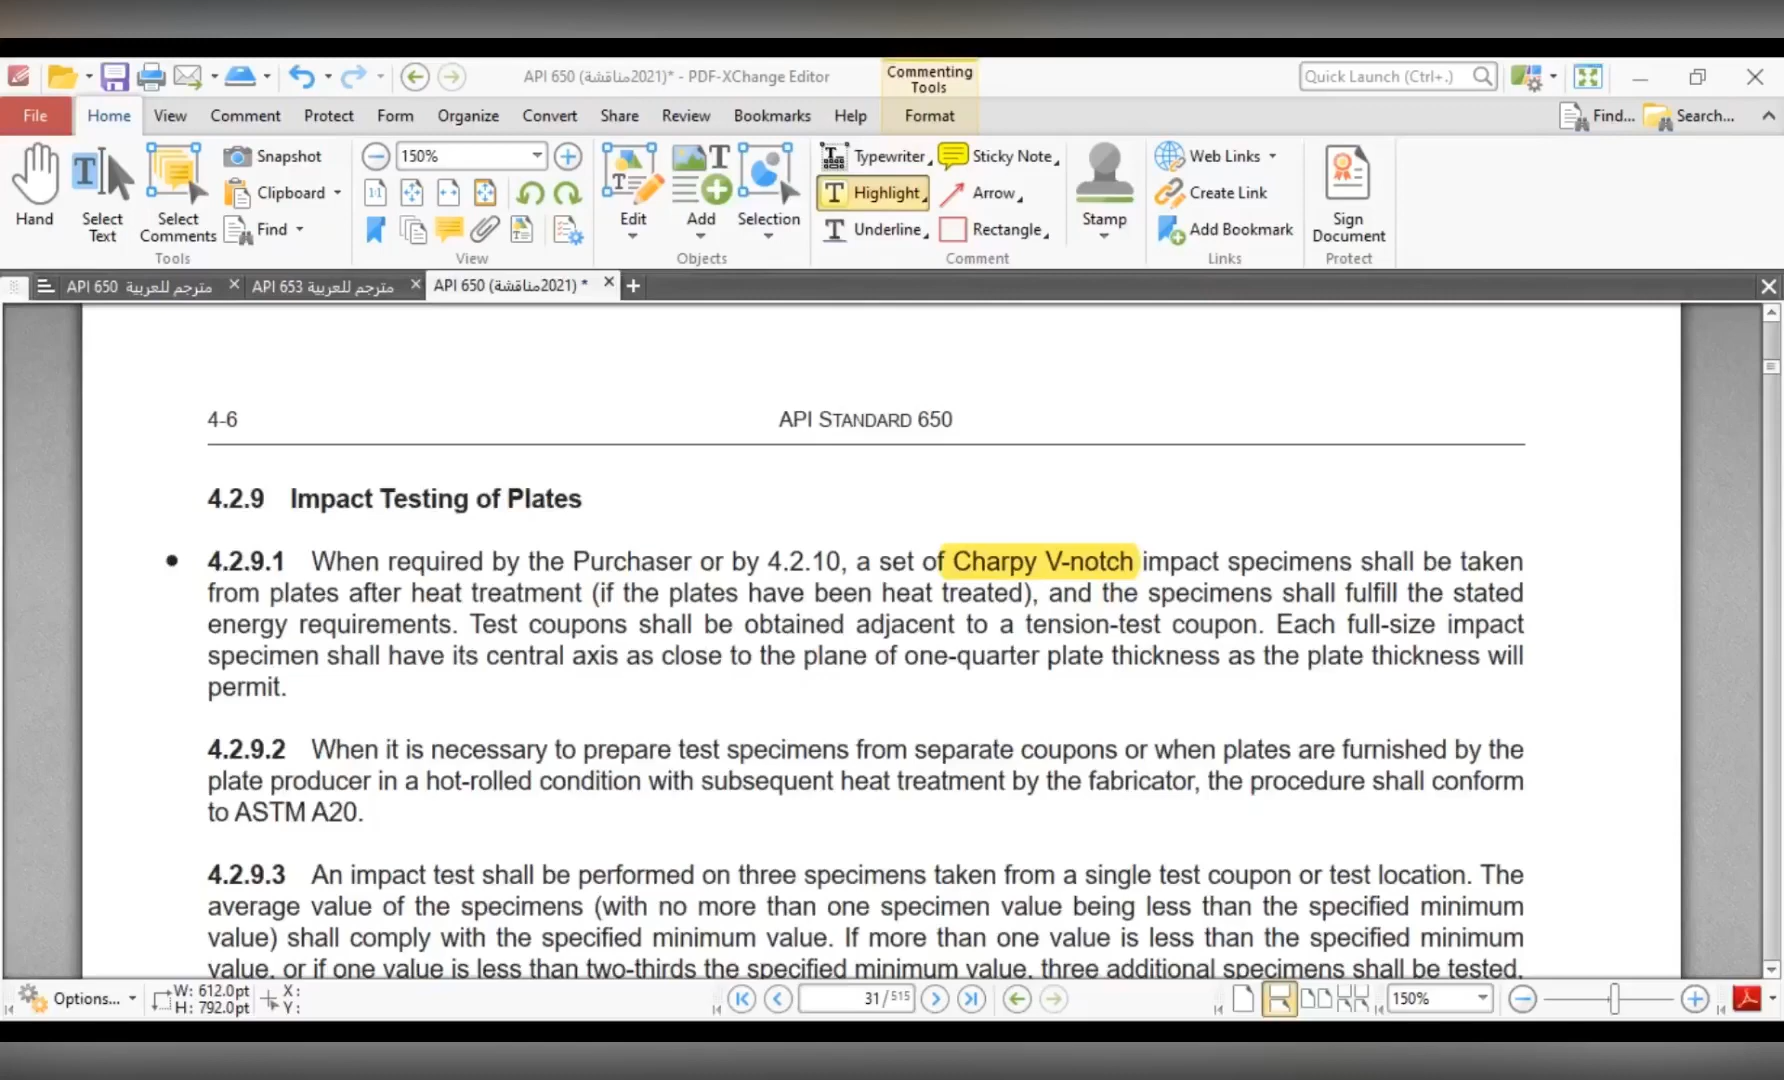 API 650 (مناقشة2021)* - PDF-XChange Editor
Commenting Tools
Quick Launch (Ctrl+.)
File Home View Comment Protect Form Organize Convert Share Review Bookmarks Help Format Find... Search...
Hand
Select Text
Select Comments
Snapshot
Clipboard
Find
Tools
150%
1:1
View
Edit
Add
Selection
Objects
Typewriter
Highlight
Underline
Sticky Note
Arrow
Rectangle
Stamp
Comment
Web Links
Create Link
Add Bookmark
Links
Sign Document
Protect
API 650 مترجم للعربية
API 653 مترجم للعربية
API 650 (مناقشة2021) *
4-6 API STANDARD 650
4.2.9 Impact Testing of Plates
• 4.2.9.1 When required by the Purchaser or by 4.2.10, a set of Charpy V-notch impact specimens shall be taken
from plates after heat treatment (if the plates have been heat treated), and the specimens shall fulfill the stated
energy requirements. Test coupons shall be obtained adjacent to a tension-test coupon. Each full-size impact
specimen shall have its central axis as close to the plane of one-quarter plate thickness as the plate thickness will
permit.
4.2.9.2 When it is necessary to prepare test specimens from separate coupons or when plates are furnished by the
plate producer in a hot-rolled condition with subsequent heat treatment by the fabricator, the procedure shall conform
to ASTM A20.
4.2.9.3 An impact test shall be performed on three specimens taken from a single test coupon or test location. The
average value of the specimens (with no more than one specimen value being less than the specified minimum
value) shall comply with the specified minimum value. If more than one value is less than the specified minimum
value, or if one value is less than two-thirds the specified minimum value, three additional specimens shall be tested,
Options...
W: 612.0pt
H: 792.0pt
X:
Y:
31 / 515
150%